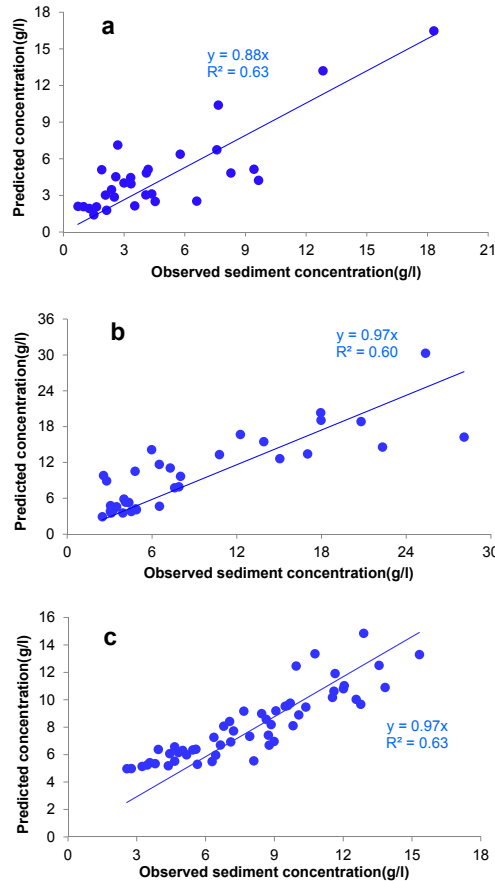 a
y = 0.88x
R² = 0.63
Predicted concentration(g/l)
18
15
12
9
6
3
0
0 3 6 9 12 15 18 21
Observed sediment concentration(g/l)
b
y = 0.97x
R² = 0.60
Predicted concentration(g/l)
36
30
24
18
12
6
0
0 6 12 18 24 30
Observed sediment concentration(g/l)
c
y = 0.97x
R² = 0.63
Predicted concentration(g/l)
16
14
12
10
8
6
4
2
0
0 3 6 9 12 15 18
Observed sediment concentration(g/l)